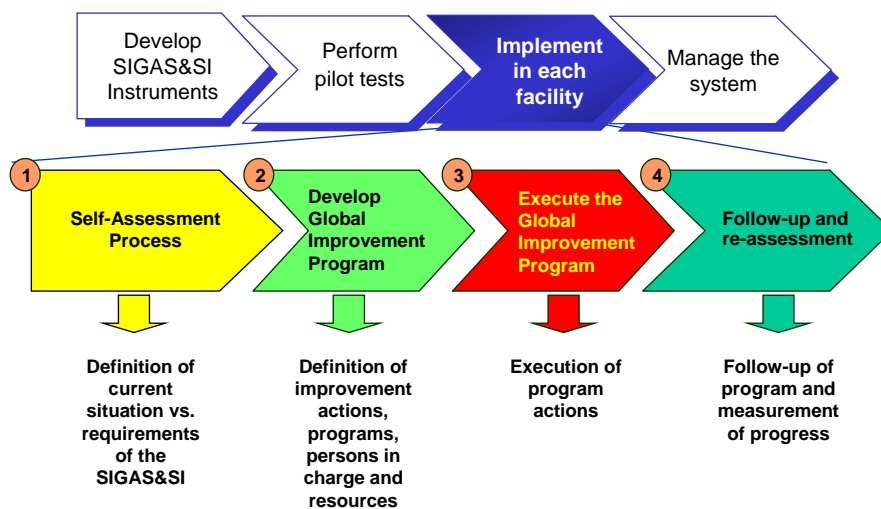 Develop
SIGAS&SI
Instruments
Perform
pilot tests
Implement
in each
facility
Manage the
system
1
Self-Assessment
Process
2
Develop
Global
Improvement
Program
3
Execute the
Global
Improvement
Program
4
Follow-up and
re-assessment
Definition of
current
situation vs.
requirements
of the
SIGAS&SI
Definition of
improvement
actions,
programs,
persons in
charge and
resources
Execution of
program
actions
Follow-up of
program and
measurement
of progress